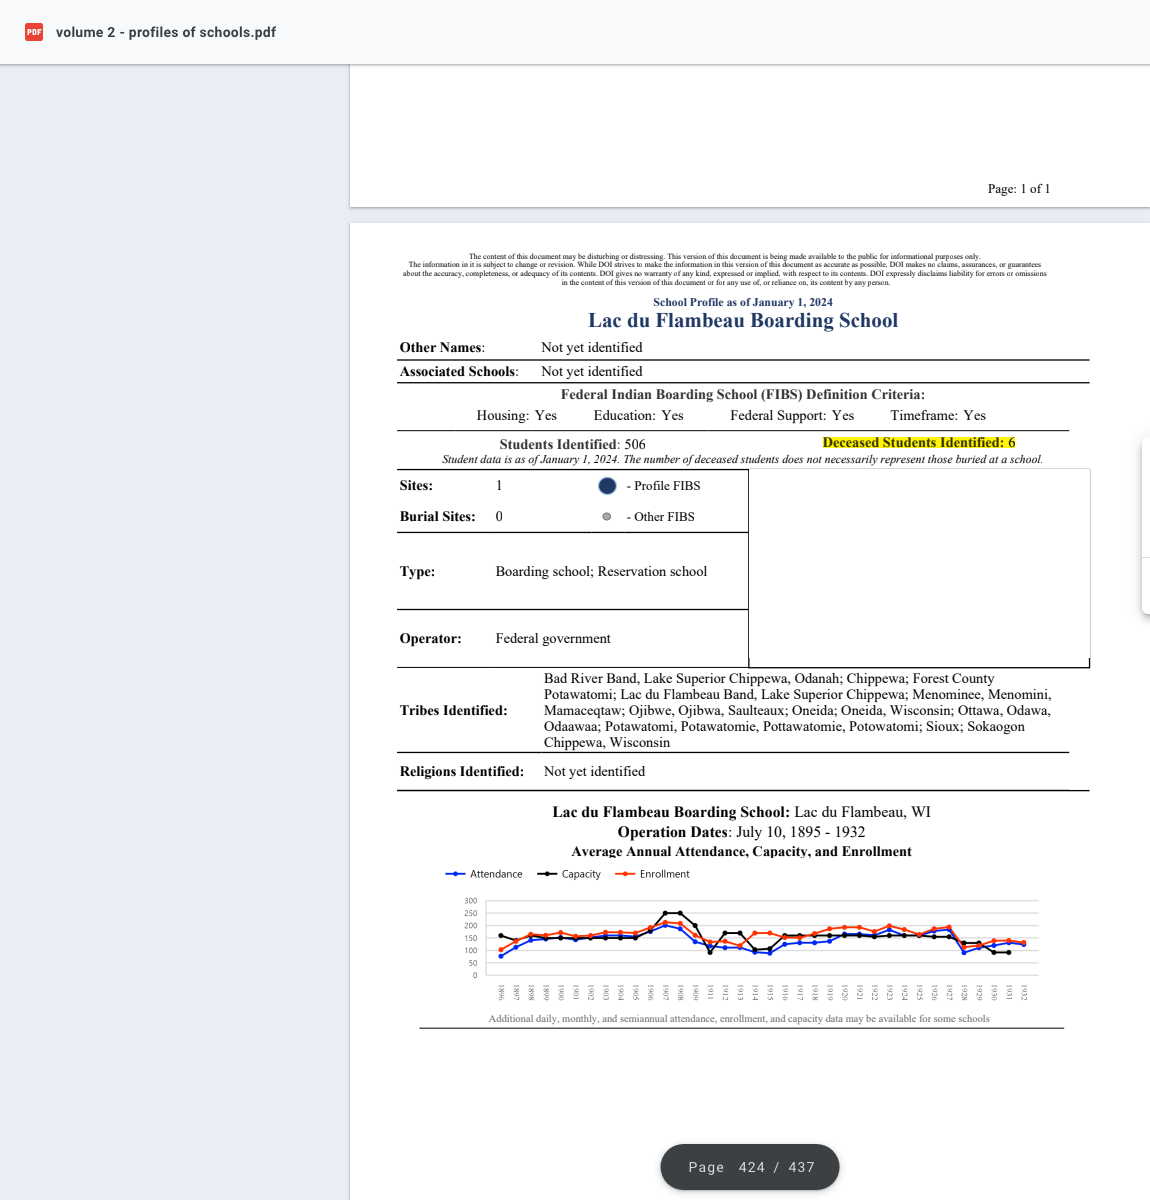 PDF volume 2 - profiles of schools.pdf
Page: 1 of 1
The content of this document may be disturbing or distressing. This version of this document is being made available to the public for informational purposes only.
The information in it is subject to change or revision. While DOI strives to make the information in this version of this document as accurate as possible, DOI makes no claims, assurances, or guarantees
about the accuracy, completeness, or adequacy of its contents. DOI gives no warranty of any kind, expressed or implied, with respect to its contents. DOI expressly disclaims liability for errors or omissions
in the content of this version of this document or for any use of, or reliance on, its content by any person.
School Profile as of January 1, 2024
Lac du Flambeau Boarding School
Other Names: Not yet identified
Associated Schools: Not yet identified
Federal Indian Boarding School (FIBS) Definition Criteria:
Housing: Yes Education: Yes Federal Support: Yes Timeframe: Yes
Students Identified: 506 Deceased Students Identified: 6
Student data is as of January 1, 2024. The number of deceased students does not necessarily represent those buried at a school.
Sites: 1 - Profile FIBS
Burial Sites: 0 - Other FIBS
Type: Boarding school; Reservation school
Operator: Federal government
Tribes Identified: Bad River Band, Lake Superior Chippewa, Odanah; Chippewa; Forest County
Potawatomi; Lac du Flambeau Band, Lake Superior Chippewa; Menominee, Menomini,
Mamaceqtaw; Ojibwe, Ojibwa, Saulteaux; Oneida; Oneida, Wisconsin; Ottawa, Odawa,
Odaawaa; Potawatomi, Potawatomie, Pottawatomie, Potowatomi; Sioux; Sokaogon
Chippewa, Wisconsin
Religions Identified: Not yet identified
Lac du Flambeau Boarding School: Lac du Flambeau, WI
Operation Dates: July 10, 1895 - 1932
Average Annual Attendance, Capacity, and Enrollment
Attendance Capacity Enrollment
300
250
200
150
100
50
0
1896 1897 1898 1899 1900 1901 1902 1903 1904 1905 1906 1907 1908 1909 1911 1912 1913 1914 1915 1916 1917 1918 1919 1920 1921 1922 1923 1924 1925 1926 1927 1928 1929 1930 1931 1932
Additional daily, monthly, and semiannual attendance, enrollment, and capacity data may be available for some schools
Page 424 / 437